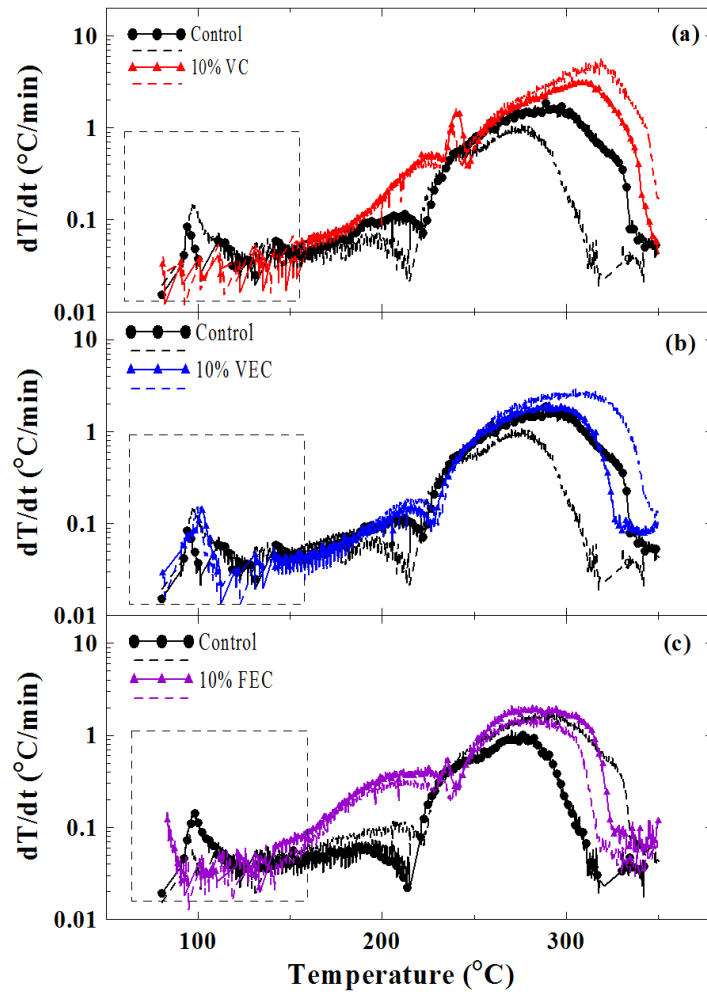 10
Control
(a)
10% VC
dT/dt (°C/min)
1
0.1
0.01
Control
(b)
10% VEC
dT/dt (°C/min)
1
0.1
0.01
10
Control
(c)
10% FEC
dT/dt (°C/min)
1
0.1
0.01
100 200 300
Temperature (°C)